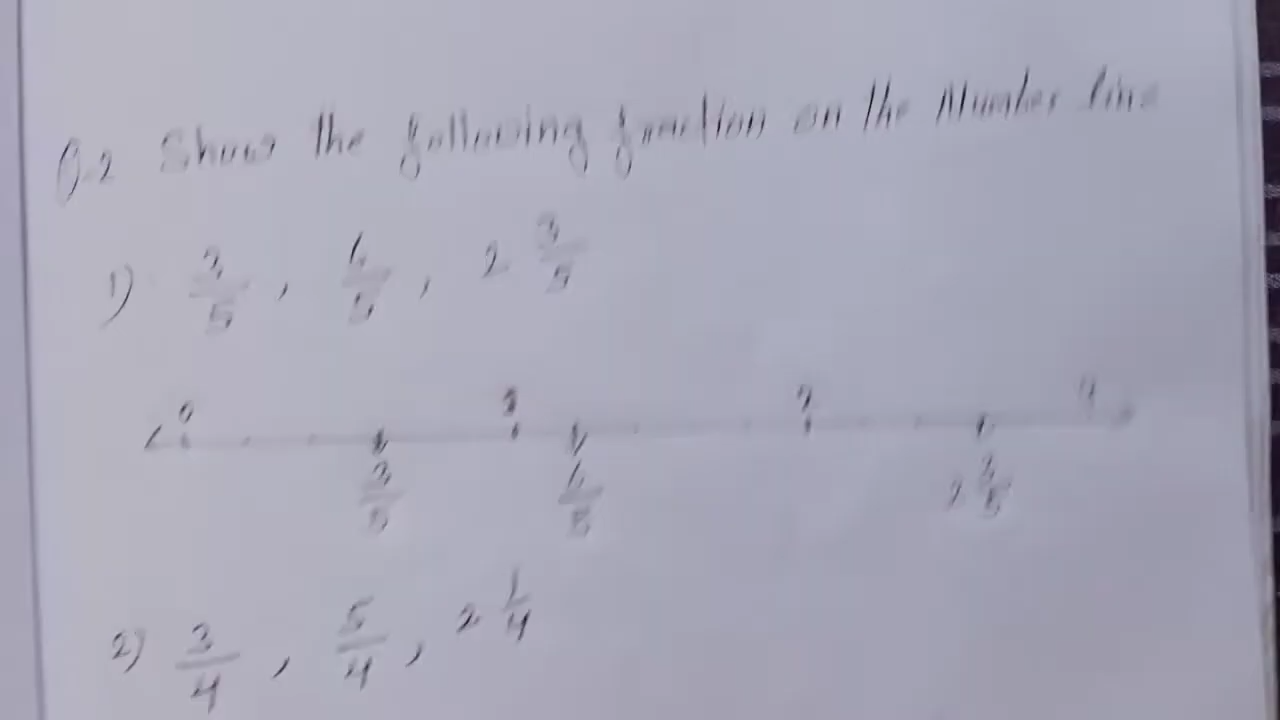 Q.2 Show the following fraction on the Number line
1) 3/5 , 6/5 , 2 3/5
0 1 2
3/5 6/5 2 3/5
2) 3/4 , 5/4 , 2 1/4